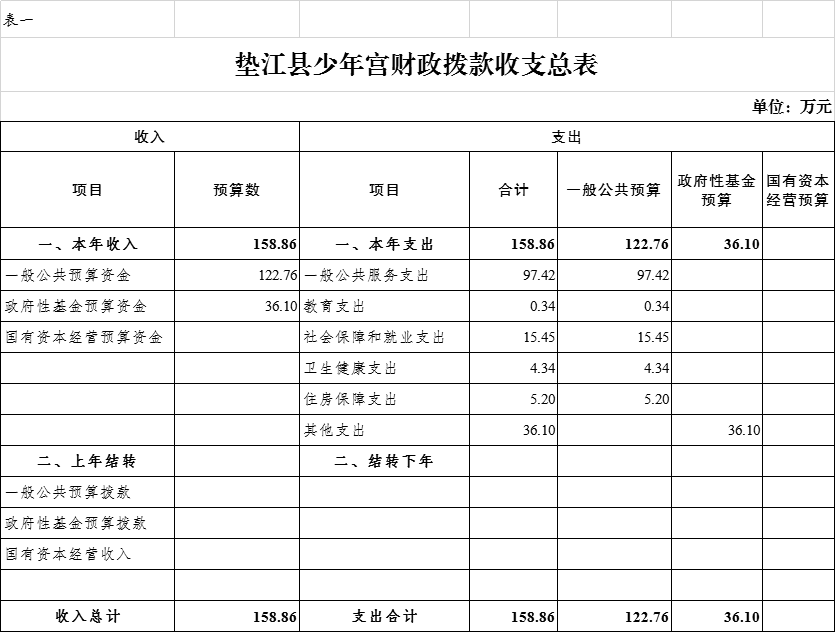 表一
垫江县少年宫财政拨款收支总表
单位：万元
收入 支出
项目 预算数 项目 合计 一般公共预算 政府性基金预算 国有资本经营预算
一、本年收入 158.86 一、本年支出 158.86 122.76 36.10
一般公共预算资金 122.76 一般公共服务支出 97.42 97.42
政府性基金预算资金 36.10 教育支出 0.34 0.34
国有资本经营预算资金 社会保障和就业支出 15.45 15.45
卫生健康支出 4.34 4.34
住房保障支出 5.20 5.20
其他支出 36.10 36.10
二、上年结转 二、结转下年
一般公共预算拨款
政府性基金预算拨款
国有资本经营收入
收入总计 158.86 支出合计 158.86 122.76 36.10